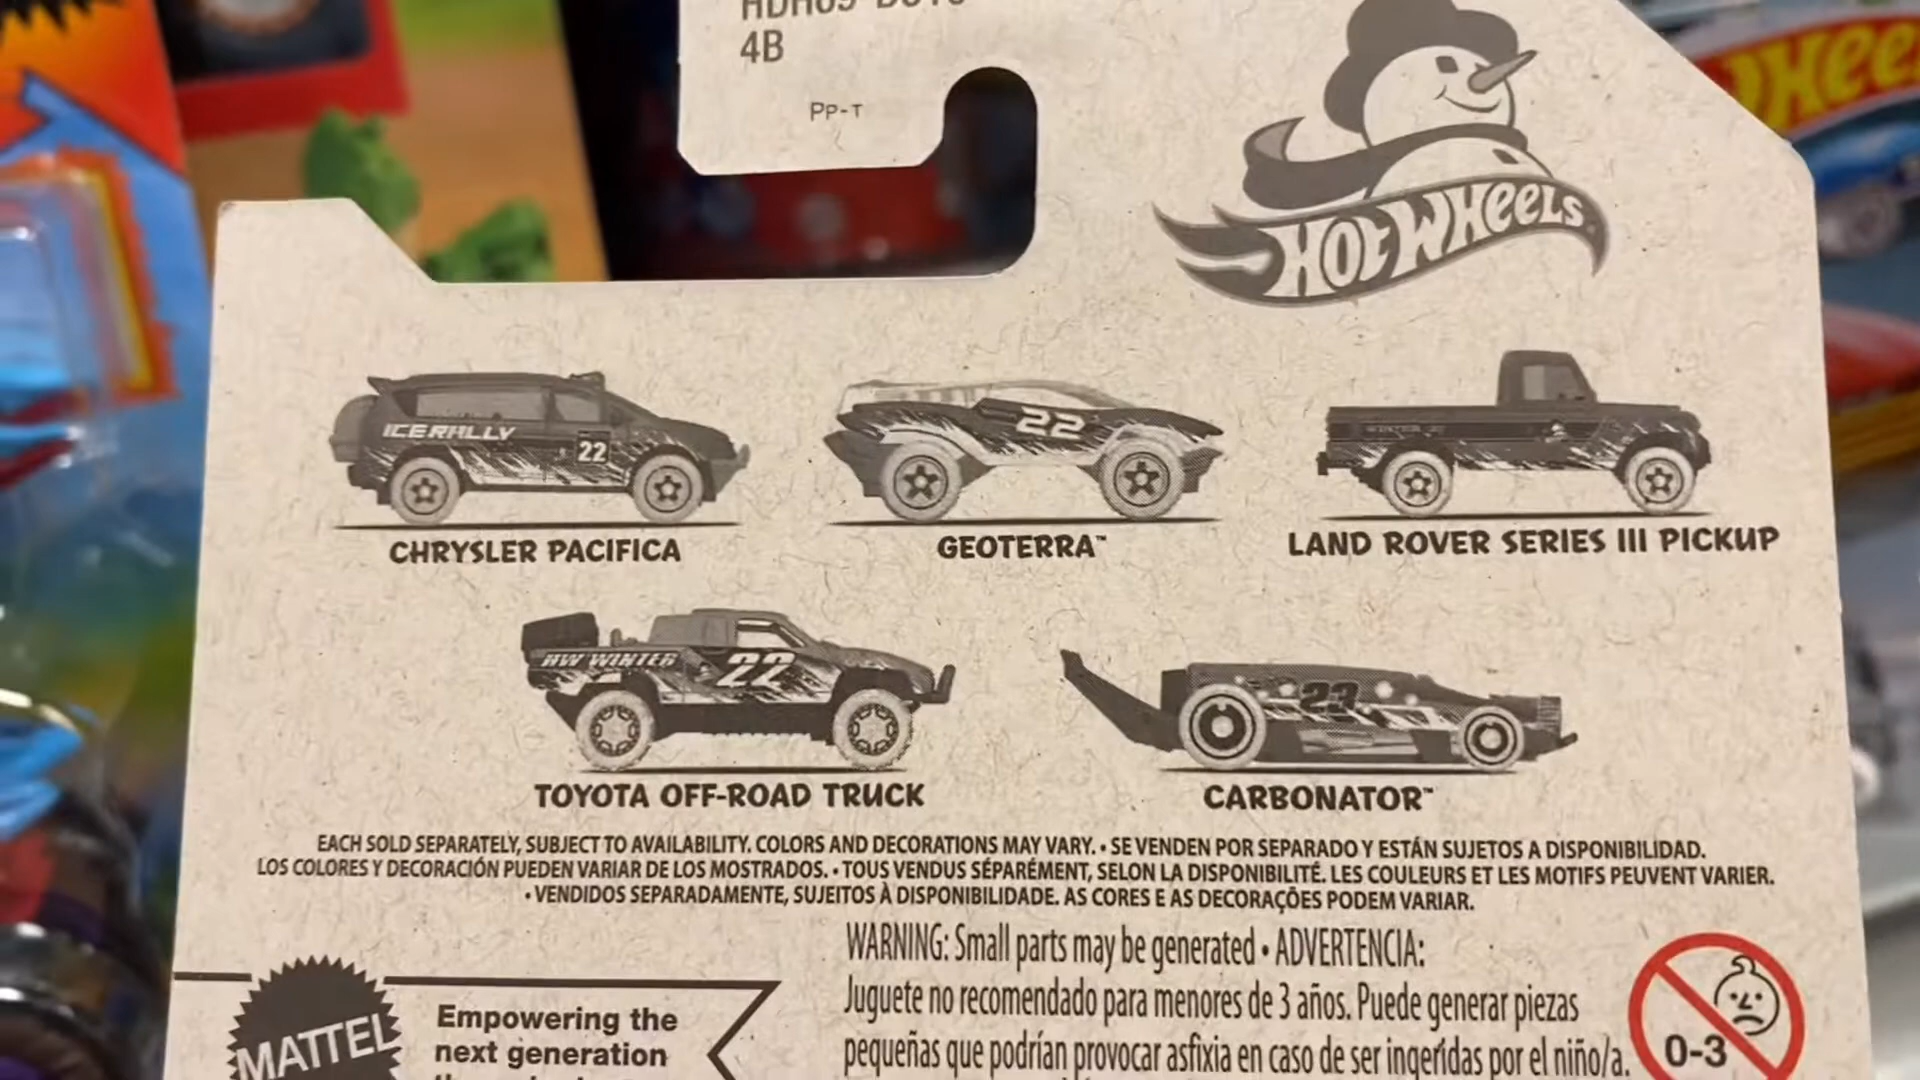 4B
PP-T
HOT WHEELS
ICE RALLY
22
22
CHRYSLER PACIFICA
GEOTERRA™
LAND ROVER SERIES III PICKUP
HW WINTER 22
23
TOYOTA OFF-ROAD TRUCK
CARBONATOR™
EACH SOLD SEPARATELY, SUBJECT TO AVAILABILITY. COLORS AND DECORATIONS MAY VARY. • SE VENDEN POR SEPARADO Y ESTÁN SUJETOS A DISPONIBILIDAD.
LOS COLORES Y DECORACIÓN PUEDEN VARIAR DE LOS MOSTRADOS. • TOUS VENDUS SÉPARÉMENT, SELON LA DISPONIBILITÉ. LES COULEURS ET LES MOTIFS PEUVENT VARIER.
• VENDIDOS SEPARADAMENTE, SUJEITOS À DISPONIBILIDADE. AS CORES E AS DECORAÇÕES PODEM VARIAR.
WARNING: Small parts may be generated • ADVERTENCIA:
Juguete no recomendado para menores de 3 años. Puede generar piezas
pequeñas que podrían provocar asfixia en caso de ser ingeridas por el niño/a.
0-3
MATTEL
Empowering the
next generation